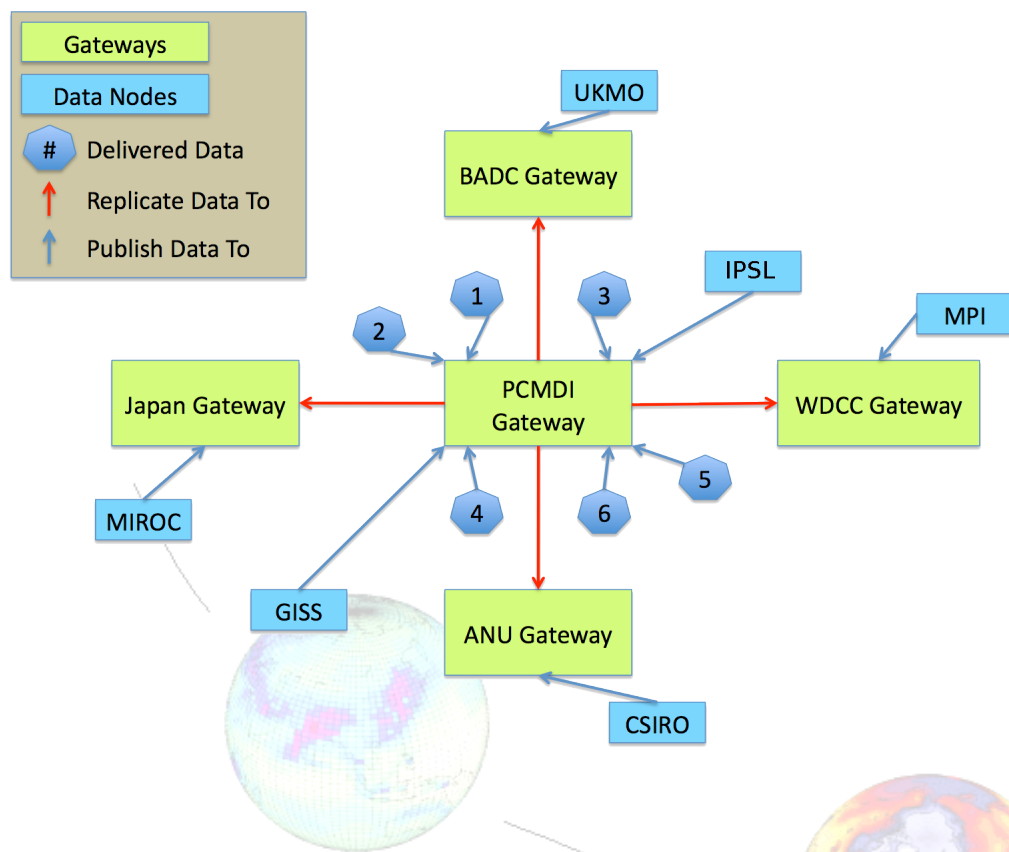 Gateways
Data Nodes
# Delivered Data
Replicate Data To
Publish Data To
UKMO
BADC Gateway
IPSL
1
3
2
MPI
Japan Gateway
PCMDI
Gateway
WDCC Gateway
5
4
6
MIROC
GISS
ANU Gateway
CSIRO